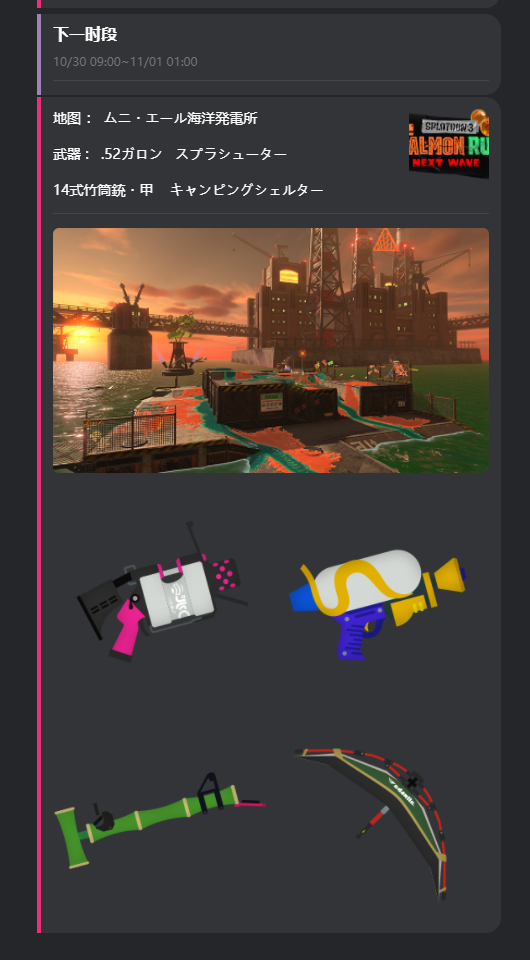 下一时段
10/30 09:00~11/01 01:00
地图： ムニ・エール海洋発電所
武器： .52ガロン スプラシューター
14式竹筒銃・甲 キャンピングシェルター
SPLATOON 3
ALMON RU
NEXT WAVE